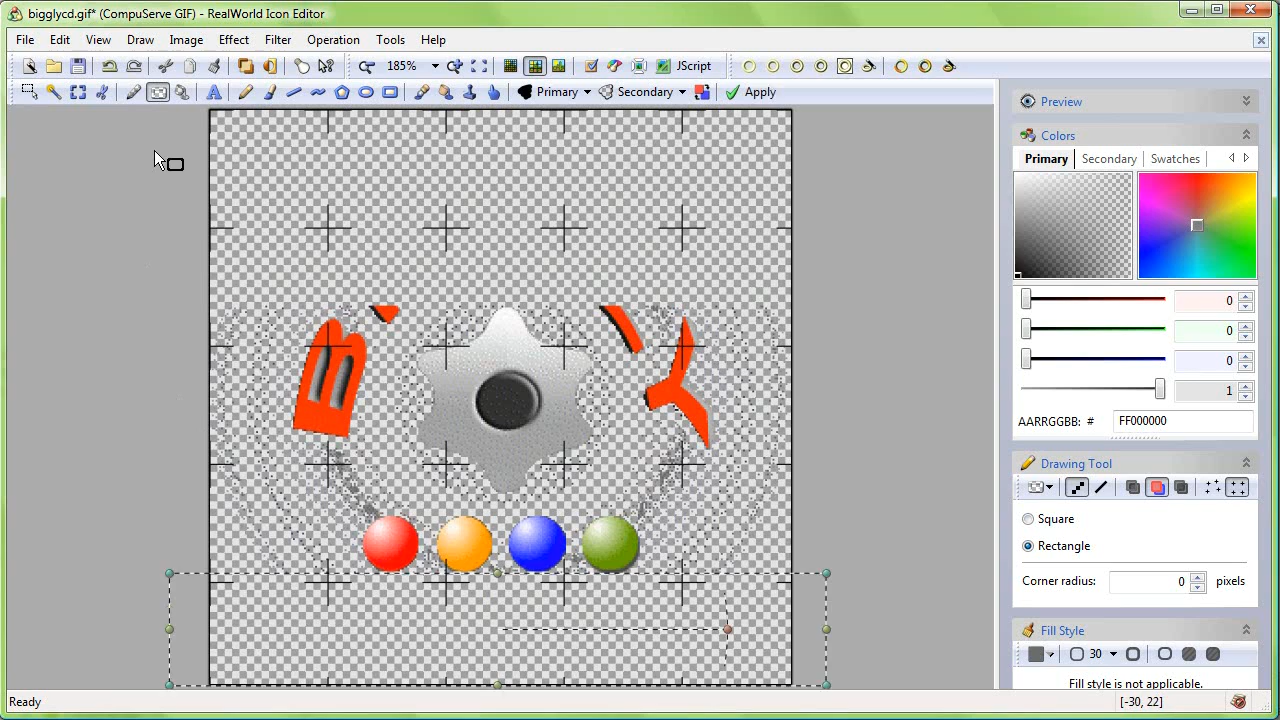 bigglycd.gif* (CompuServe GIF) - RealWorld Icon Editor
File Edit View Draw Image Effect Filter Operation Tools Help
185% JScript
Primary Secondary Apply
Preview
Colors
Primary Secondary Swatches
0
0
0
1
AARRGGBB: # FF000000
Drawing Tool
Square
Rectangle
Corner radius: 0 pixels
Fill Style
30
Fill style is not applicable.
Ready [-30, 22]